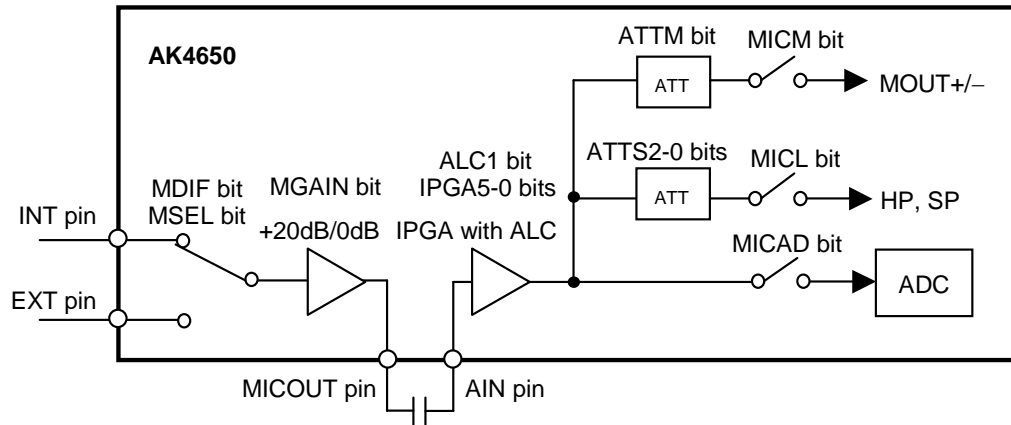 AK4650
ATTM bit
MICM bit
ATT
MOUT+/−
ATTS2-0 bits
MICL bit
ATT
HP, SP
ALC1 bit
IPGA5-0 bits
MDIF bit
MSEL bit
MGAIN bit
INT pin
+20dB/0dB
IPGA with ALC
MICAD bit
ADC
EXT pin
MICOUT pin
AIN pin